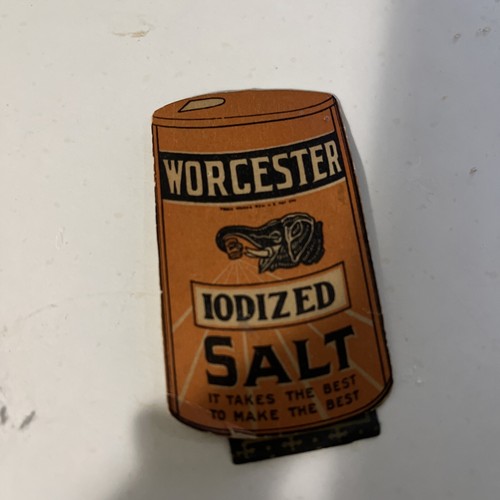 WORCESTER
IODIZED
SALT
IT TAKES THE BEST
TO MAKE THE BEST